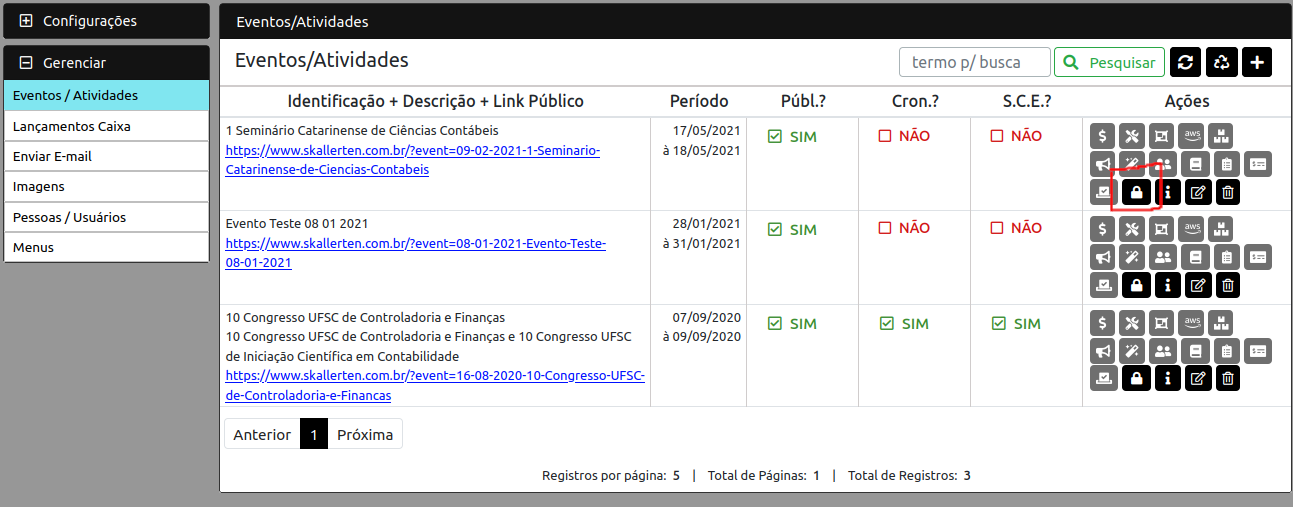 Configurações
Gerenciar
Eventos / Atividades
Lançamentos Caixa
Enviar E-mail
Imagens
Pessoas / Usuários
Menus
Eventos/Atividades
Eventos/Atividades
termo p/ busca
Pesquisar
Identificação + Descrição + Link Público
Período
Públ.?
Cron.?
S.C.E.?
Ações
1 Seminário Catarinense de Ciências Contábeis
https://www.skallerten.com.br/?event=09-02-2021-1-Seminario-
Catarinense-de-Ciencias-Contabeis
17/05/2021
à 18/05/2021
SIM
NÃO
NÃO
aws
Evento Teste 08 01 2021
https://www.skallerten.com.br/?event=08-01-2021-Evento-Teste-
08-01-2021
28/01/2021
à 31/01/2021
SIM
NÃO
NÃO
aws
10 Congresso UFSC de Controladoria e Finanças
10 Congresso UFSC de Controladoria e Finanças e 10 Congresso UFSC
de Iniciação Científica em Contabilidade
https://www.skallerten.com.br/?event=16-08-2020-10-Congresso-UFSC-
de-Controladoria-e-Financas
07/09/2020
à 09/09/2020
SIM
SIM
SIM
aws
Anterior 1 Próxima
Registros por página: 5 | Total de Páginas: 1 | Total de Registros: 3